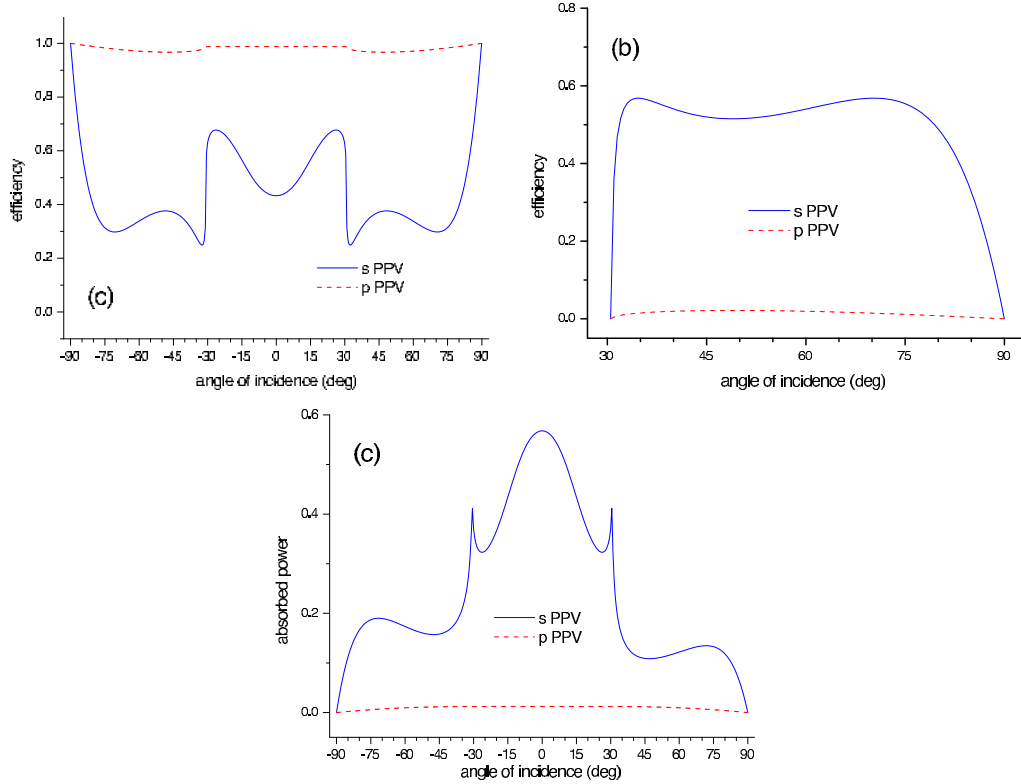 (c)
efficiency
1.0
0.8
0.6
0.4
0.2
0.0
s PPV
p PPV
-90 -75 -60 -45 -30 -15 0 15 30 45 60 75 90
angle of incidence (deg)
(b)
efficiency
0.8
0.6
0.4
0.2
0.0
s PPV
p PPV
30 45 60 75 90
angle of incidence (deg)
(c)
absorbed power
0.6
0.4
0.2
0.0
s PPV
p PPV
-90 -75 -60 -45 -30 -15 0 15 30 45 60 75 90
angle of incidence (deg)